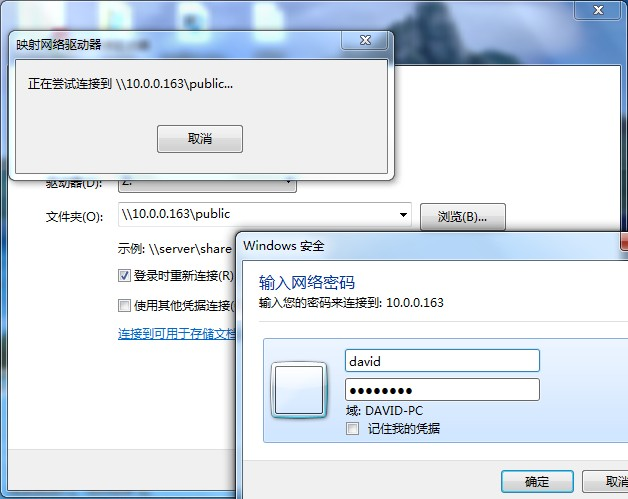 映射网络驱动器
正在尝试连接到 \\10.0.0.163\public...
取消
驱动器(D): Z:
文件夹(O): \\10.0.0.163\public 浏览(B)...
示例: \\server\share
登录时重新连接(R)
使用其他凭据连接(
连接到可用于存储文档
Windows 安全
输入网络密码
输入您的密码来连接到: 10.0.0.163
david
●●●●●●●●
域: DAVID-PC
记住我的凭据
确定 取消